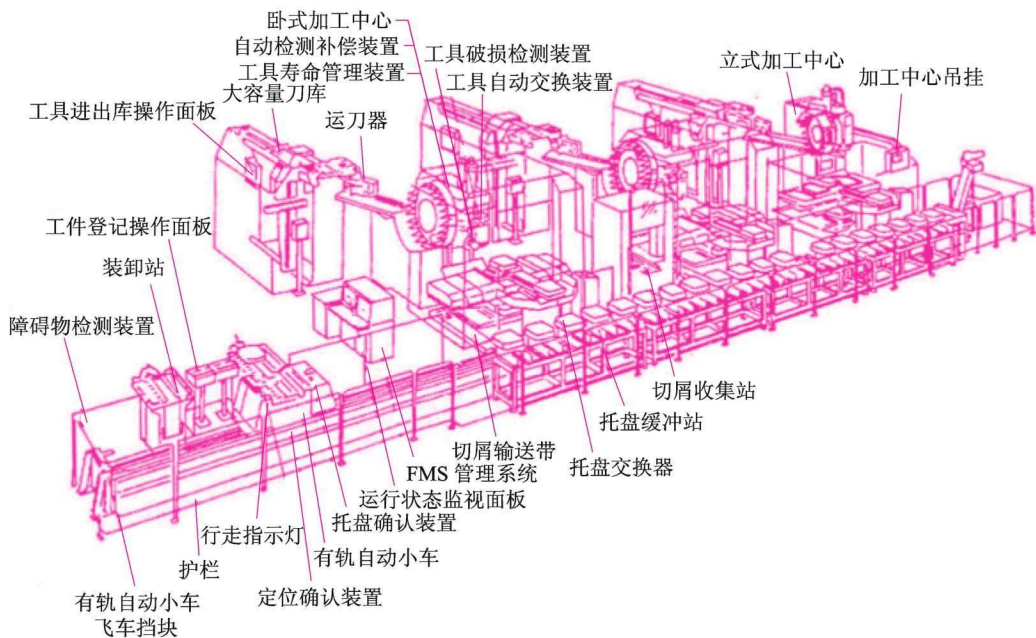 卧式加工中心
自动检测补偿装置
工具寿命管理装置
大容量刀库
工具进出库操作面板
运刀器
工具破损检测装置
工具自动交换装置
立式加工中心
加工中心吊挂
工件登记操作面板
装卸站
障碍物检测装置
切屑收集站
托盘缓冲站
托盘交换器
切屑输送带
FMS 管理系统
运行状态监视面板
托盘确认装置
有轨自动小车
行走指示灯
定位确认装置
护栏
有轨自动小车
飞车挡块